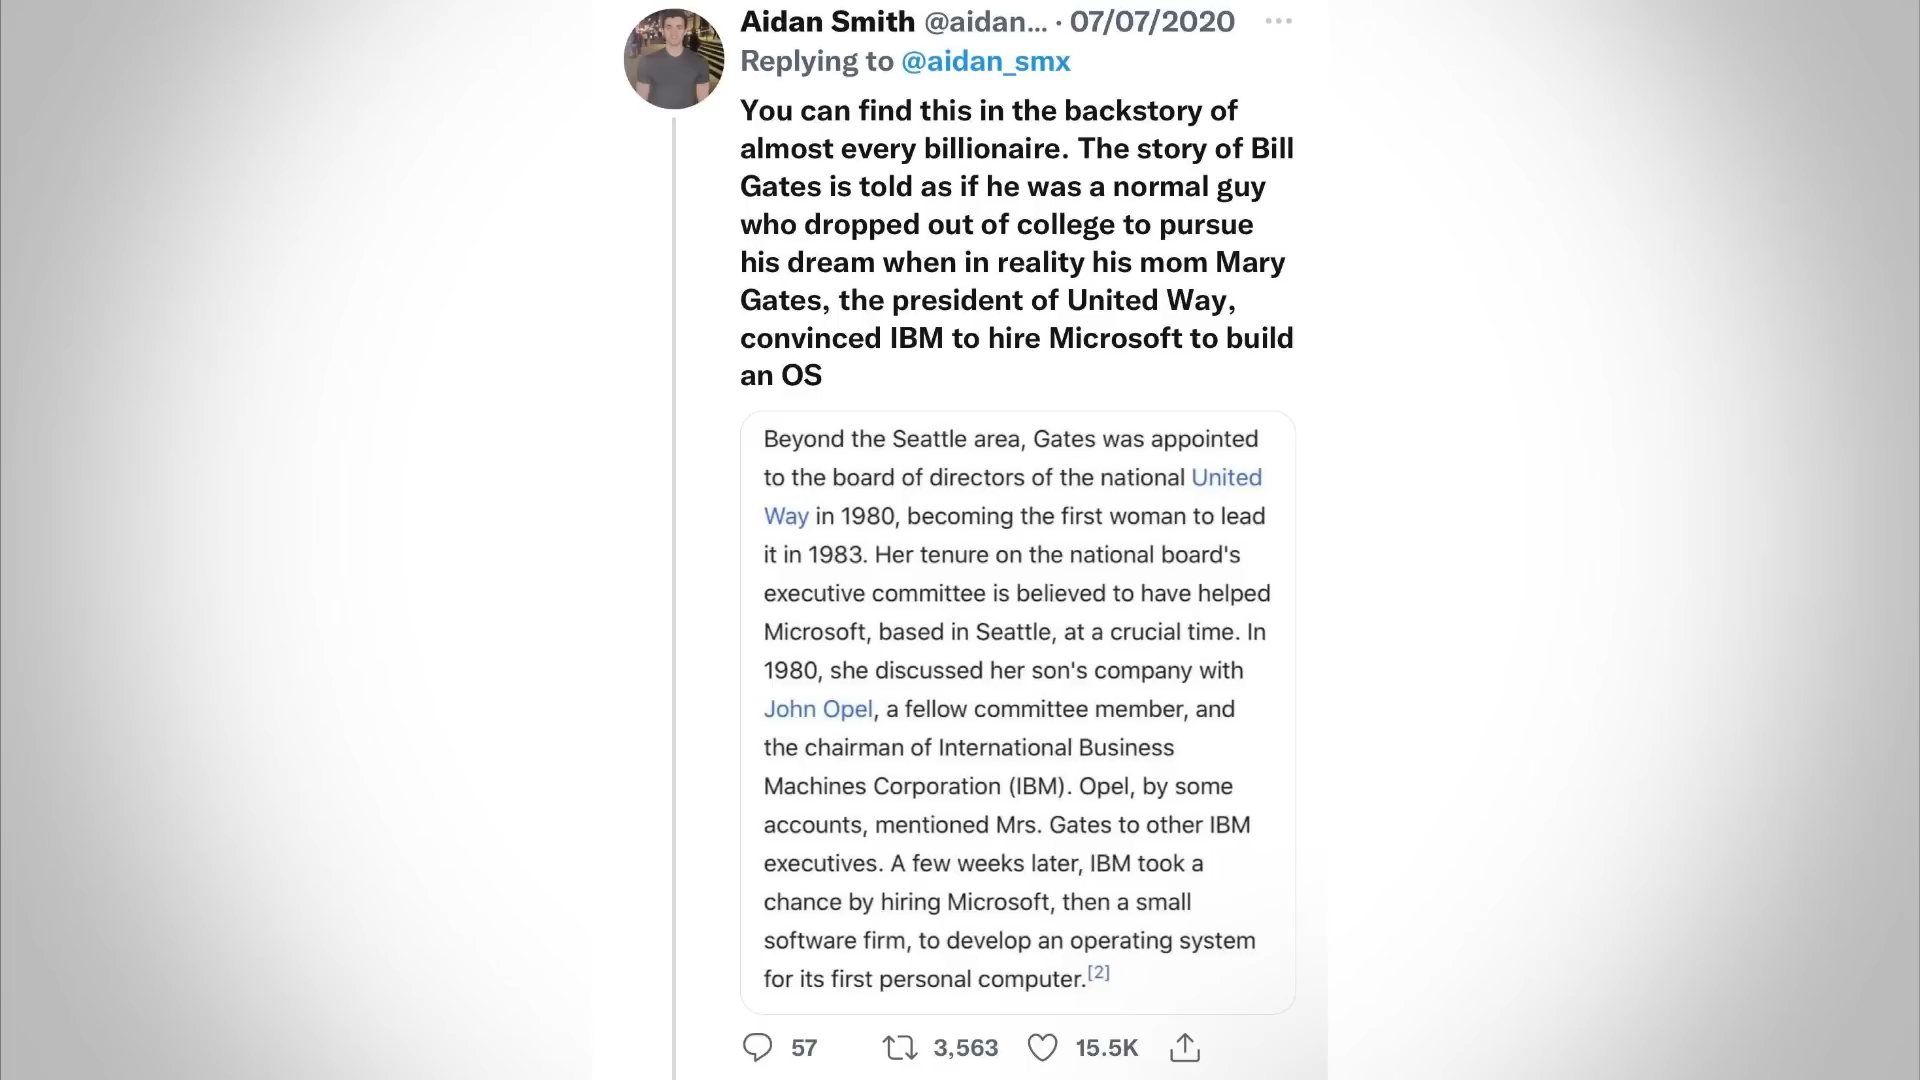 Aidan Smith @aidan... · 07/07/2020
Replying to @aidan_smx
You can find this in the backstory of
almost every billionaire. The story of Bill
Gates is told as if he was a normal guy
who dropped out of college to pursue
his dream when in reality his mom Mary
Gates, the president of United Way,
convinced IBM to hire Microsoft to build
an OS
Beyond the Seattle area, Gates was appointed
to the board of directors of the national United
Way in 1980, becoming the first woman to lead
it in 1983. Her tenure on the national board's
executive committee is believed to have helped
Microsoft, based in Seattle, at a crucial time. In
1980, she discussed her son's company with
John Opel, a fellow committee member, and
the chairman of International Business
Machines Corporation (IBM). Opel, by some
accounts, mentioned Mrs. Gates to other IBM
executives. A few weeks later, IBM took a
chance by hiring Microsoft, then a small
software firm, to develop an operating system
for its first personal computer.[2]
57 3,563 15.5K